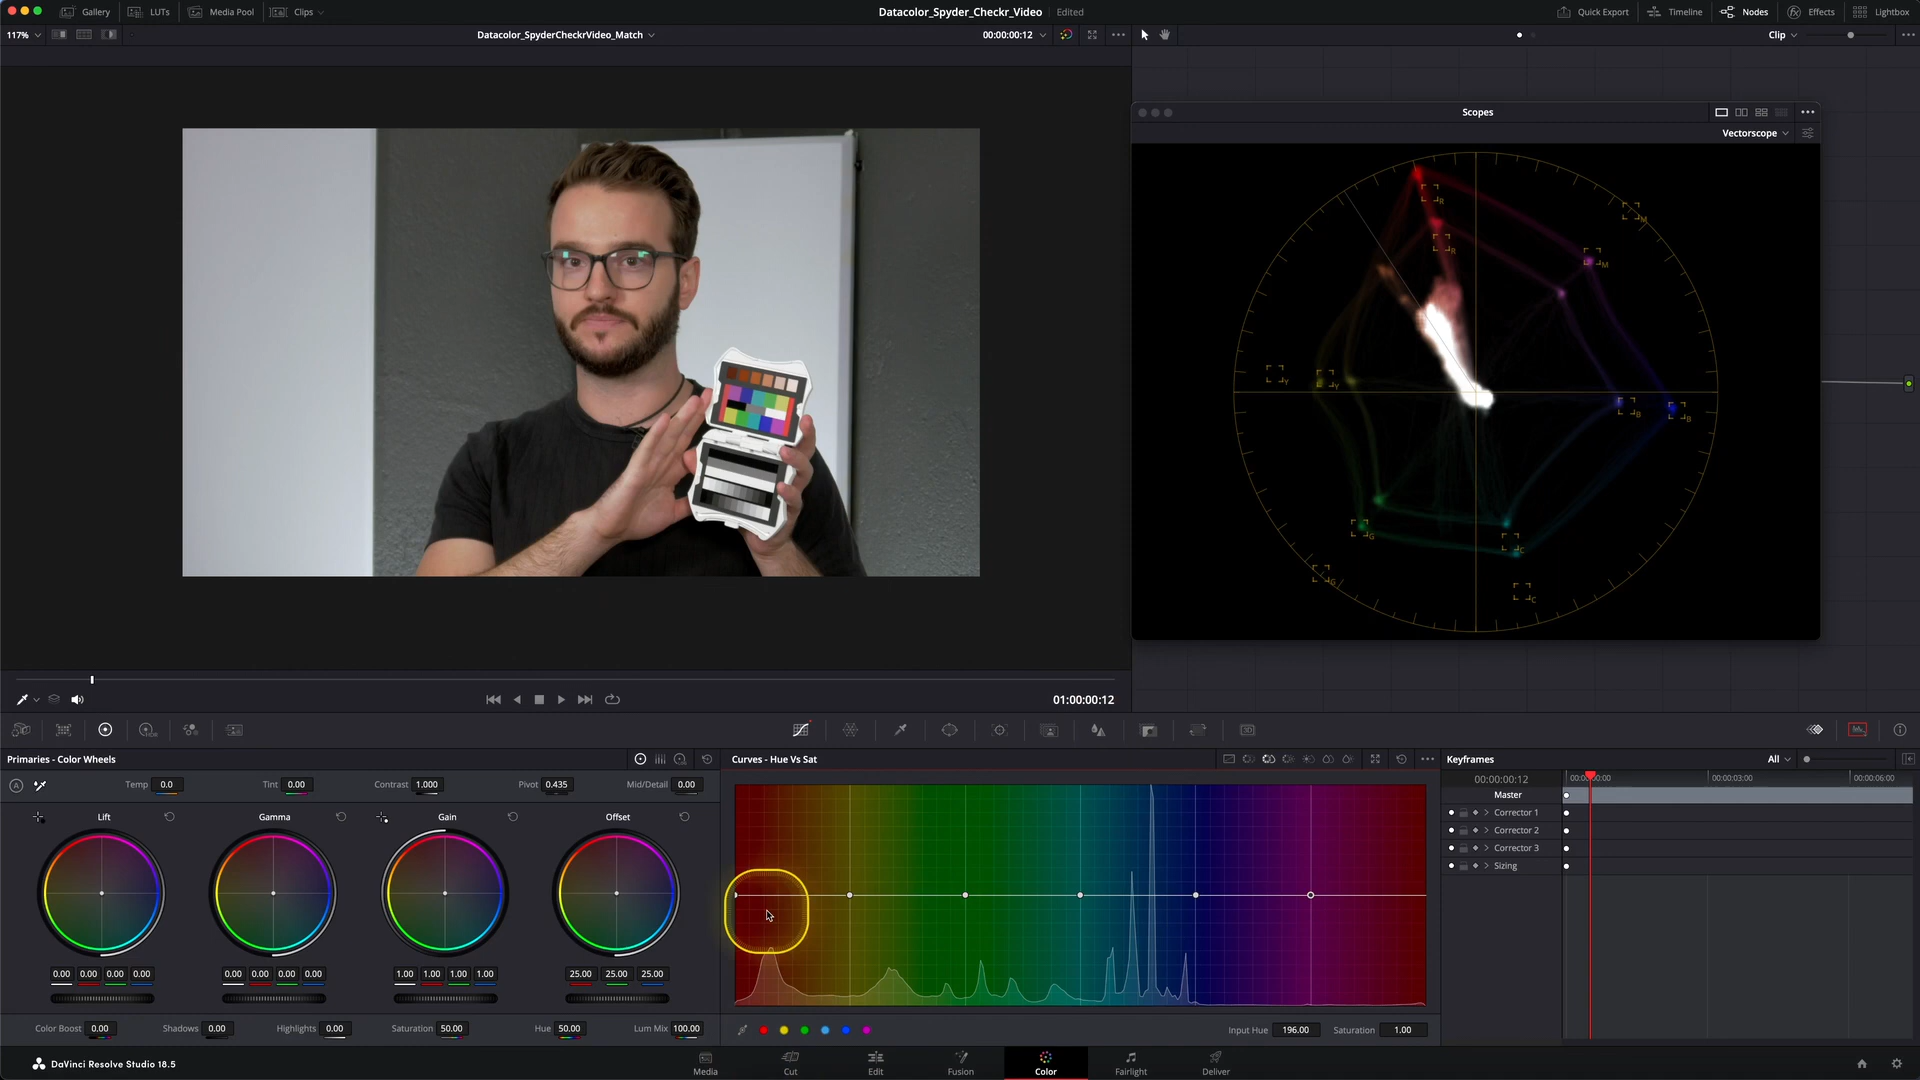 Gallery LUTs Media Pool Clips Datacolor_Spyder_Checkr_Video Edited Quick Export Timeline Nodes Effects Lightbox
117% Datacolor_SpyderCheckrVideo_Match 00:00:00:12 Clip
Scopes
Vectorscope
R
M
R
M
Y Y
B B
G C
G C
01:00:00:12
HDR
Primaries - Color Wheels Curves - Hue Vs Sat Keyframes All
A Temp 0.0 Tint 0.00 Contrast 1.000 Pivot 0.435 Mid/Detail 0.00
00:00:00:12 00:00:00:00 00:00:03:00 00:00:06:00
Master
Lift Gamma Gain Offset
Corrector 1
Corrector 2
Corrector 3
Sizing
0.00 0.00 0.00 0.00 0.00 0.00 0.00 0.00 1.00 1.00 1.00 1.00 25.00 25.00 25.00
Color Boost 0.00 Shadows 0.00 Highlights 0.00 Saturation 50.00 Hue 50.00 Lum Mix 100.00 Input Hue 196.00 Saturation 1.00
DaVinci Resolve Studio 18.5 Media Cut Edit Fusion Color Fairlight Deliver